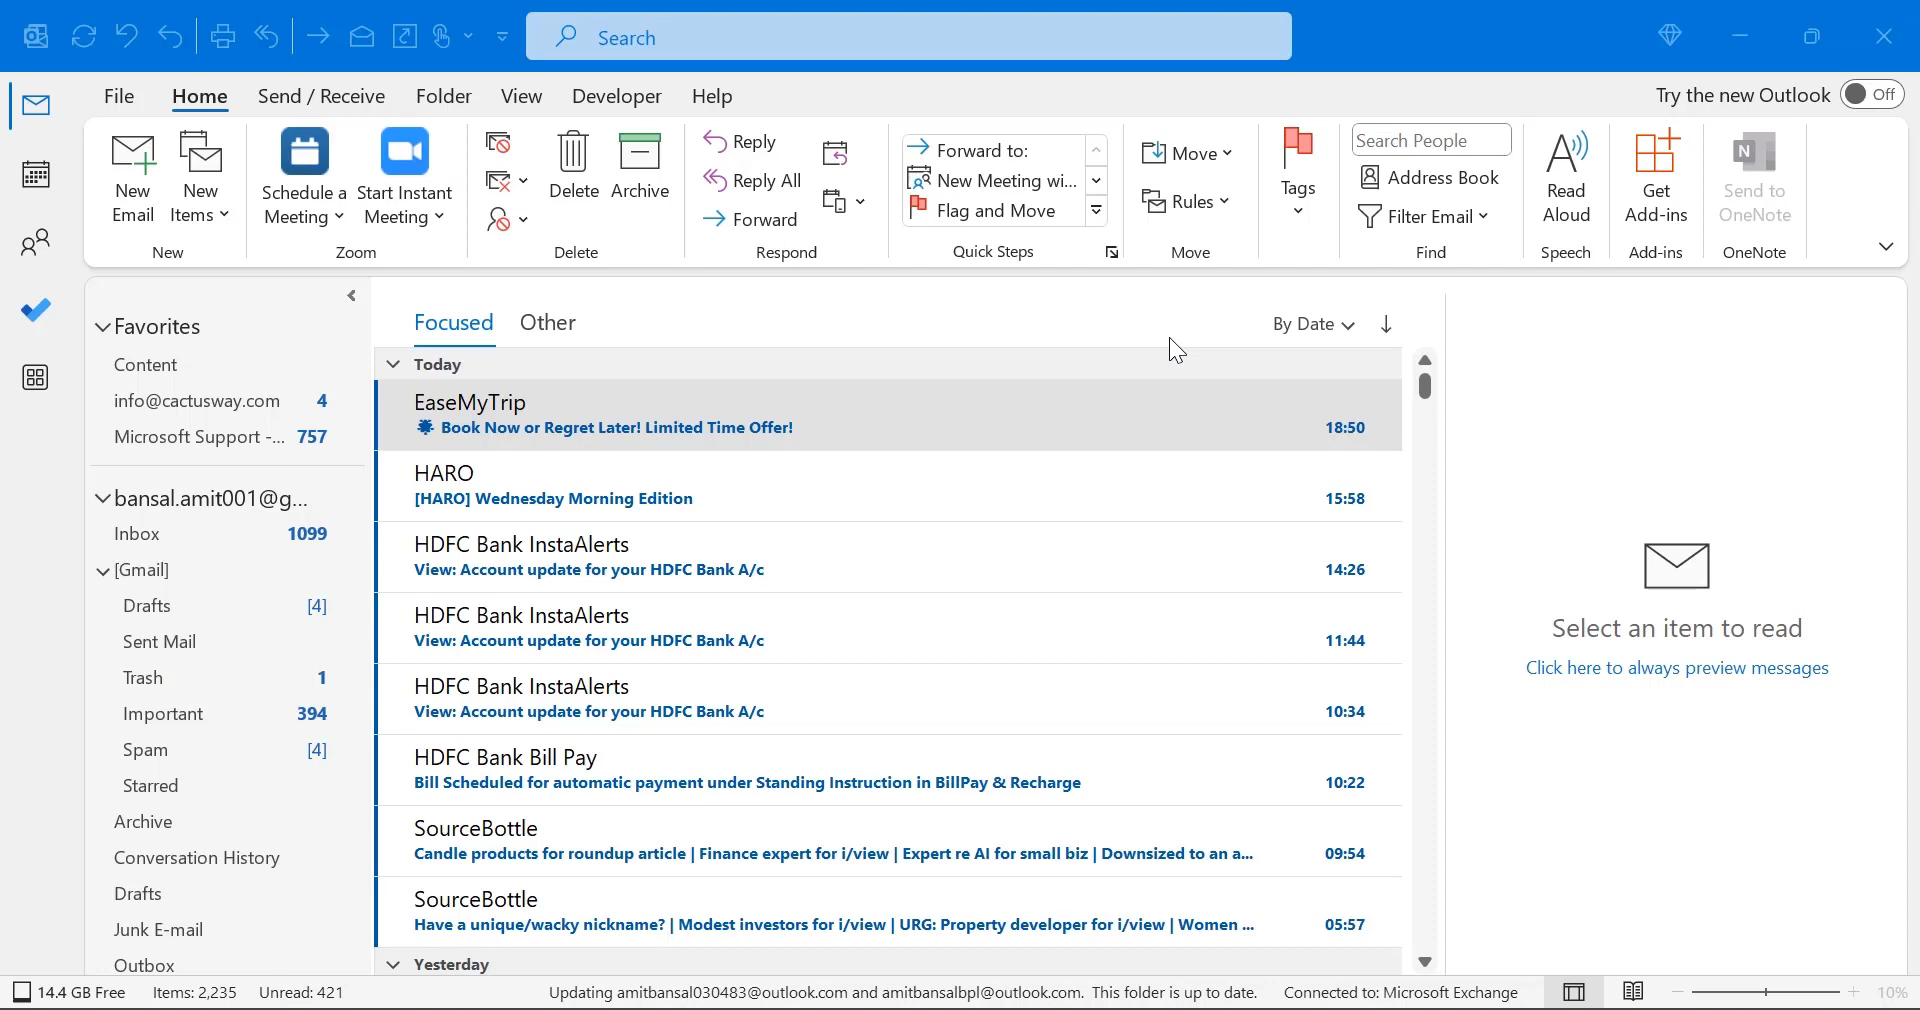 Search
File Home Send / Receive Folder View Developer Help
Try the new Outlook Off
New Email
New Items
New
Schedule a Meeting
Start Instant Meeting
Zoom
Delete
Archive
Delete
Reply
Reply All
Forward
Respond
Forward to:
New Meeting wi...
Flag and Move
Quick Steps
Move
Rules
Move
Tags
Search People
Address Book
Filter Email
Find
Read Aloud
Speech
Get Add-ins
Add-ins
N
Send to OneNote
OneNote
Favorites
Content
info@cactusway.com 4
Microsoft Support -... 757
bansal.amit001@g...
Inbox 1099
[Gmail]
Drafts [4]
Sent Mail
Trash 1
Important 394
Spam [4]
Starred
Archive
Conversation History
Drafts
Junk E-mail
Outbox
Focused Other
By Date
Today
EaseMyTrip
Book Now or Regret Later! Limited Time Offer! 18:50
HARO
[HARO] Wednesday Morning Edition 15:58
HDFC Bank InstaAlerts
View: Account update for your HDFC Bank A/c 14:26
HDFC Bank InstaAlerts
View: Account update for your HDFC Bank A/c 11:44
HDFC Bank InstaAlerts
View: Account update for your HDFC Bank A/c 10:34
HDFC Bank Bill Pay
Bill Scheduled for automatic payment under Standing Instruction in BillPay & Recharge 10:22
SourceBottle
Candle products for roundup article | Finance expert for i/view | Expert re AI for small biz | Downsized to an a... 09:54
SourceBottle
Have a unique/wacky nickname? | Modest investors for i/view | URG: Property developer for i/view | Women ... 05:57
Yesterday
Select an item to read
Click here to always preview messages
14.4 GB Free Items: 2,235 Unread: 421 Updating amitbansal030483@outlook.com and amitbansalbpl@outlook.com. This folder is up to date. Connected to: Microsoft Exchange 10%